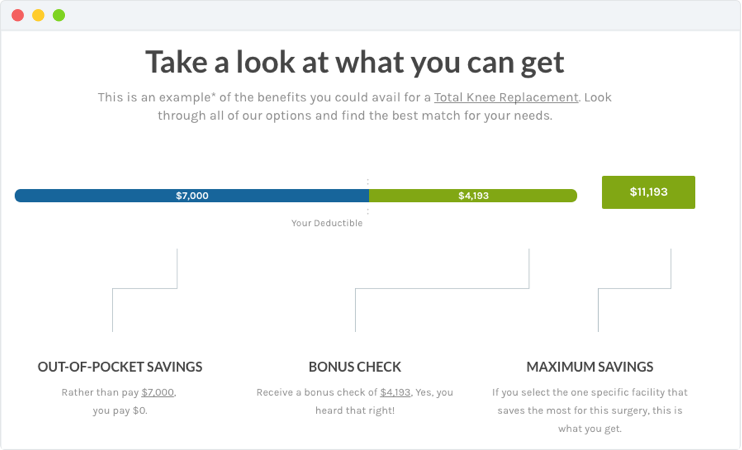 Take a look at what you can get
This is an example* of the benefits you could avail for a Total Knee Replacement. Look
through all of our options and find the best match for your needs.
$7,000
$4,193
$11,193
Your Deductible
OUT-OF-POCKET SAVINGS
Rather than pay $7,000,
you pay $0.
BONUS CHECK
Receive a bonus check of $4,193, Yes, you
heard that right!
MAXIMUM SAVINGS
If you select the one specific facility that
saves the most for this surgery, this is
what you get.